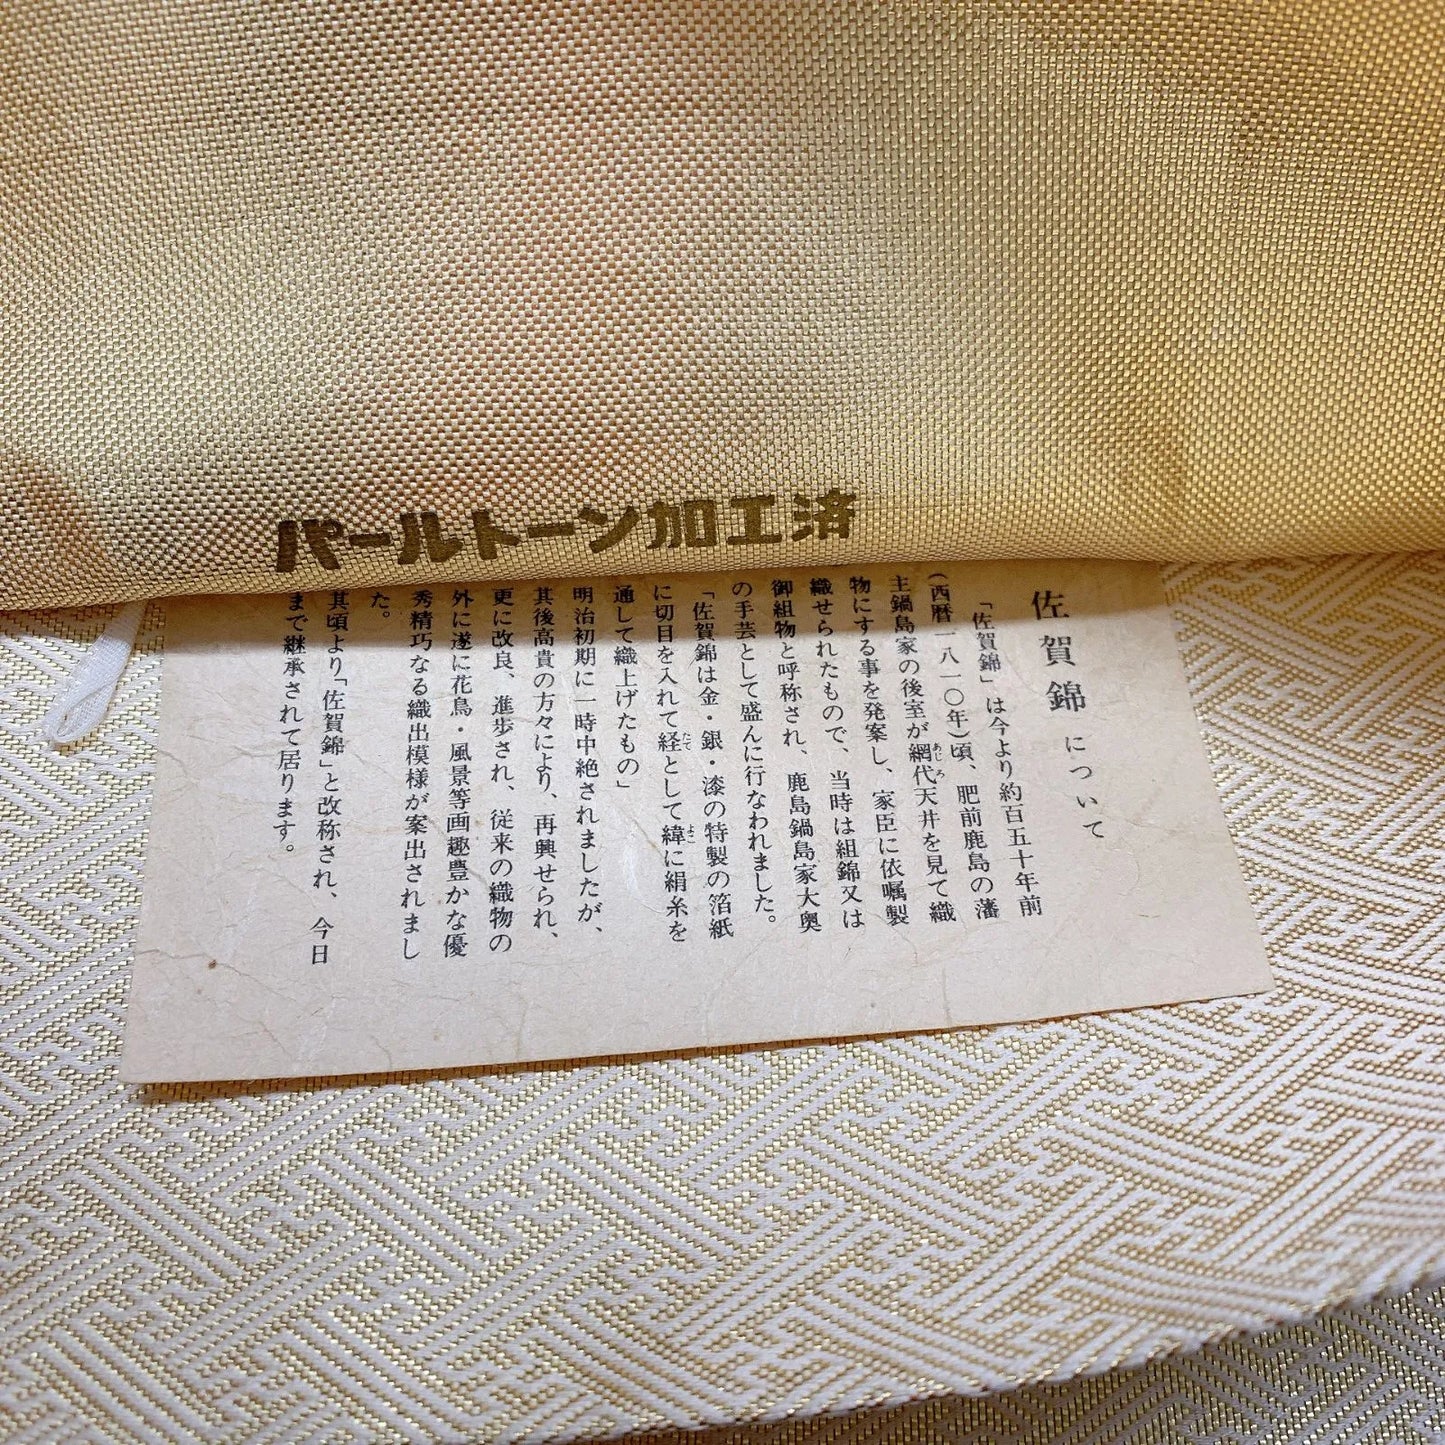 パールトーン加工済
佐賀錦について
「佐賀錦」は今より約百五十年前
(西暦一八一〇年)頃、肥前鹿島の藩
主鍋島家の後室が網代天井を見て織
あじろ
物にする事を発案し、家臣に依嘱製
織せられたもので、当時は組錦又は
御組物と呼称され、鹿島鍋島家大奥
の手芸として盛んに行なわれました。
「佐賀錦は金・銀・漆の特製の箔紙
に切目を入れて経として緯に絹糸を
たて
よこ
通して織上げたもの」
明治初期に一時中絶されましたが、
其後高貴の方々により、再興せられ、
更に改良、進歩され、従来の織物の
外に遂に花鳥・風景等画趣豊かな優
秀精巧なる織出模様が案出されまし
た。
其頃より「佐賀錦」と改称され、今日
まで継承されて居ります。